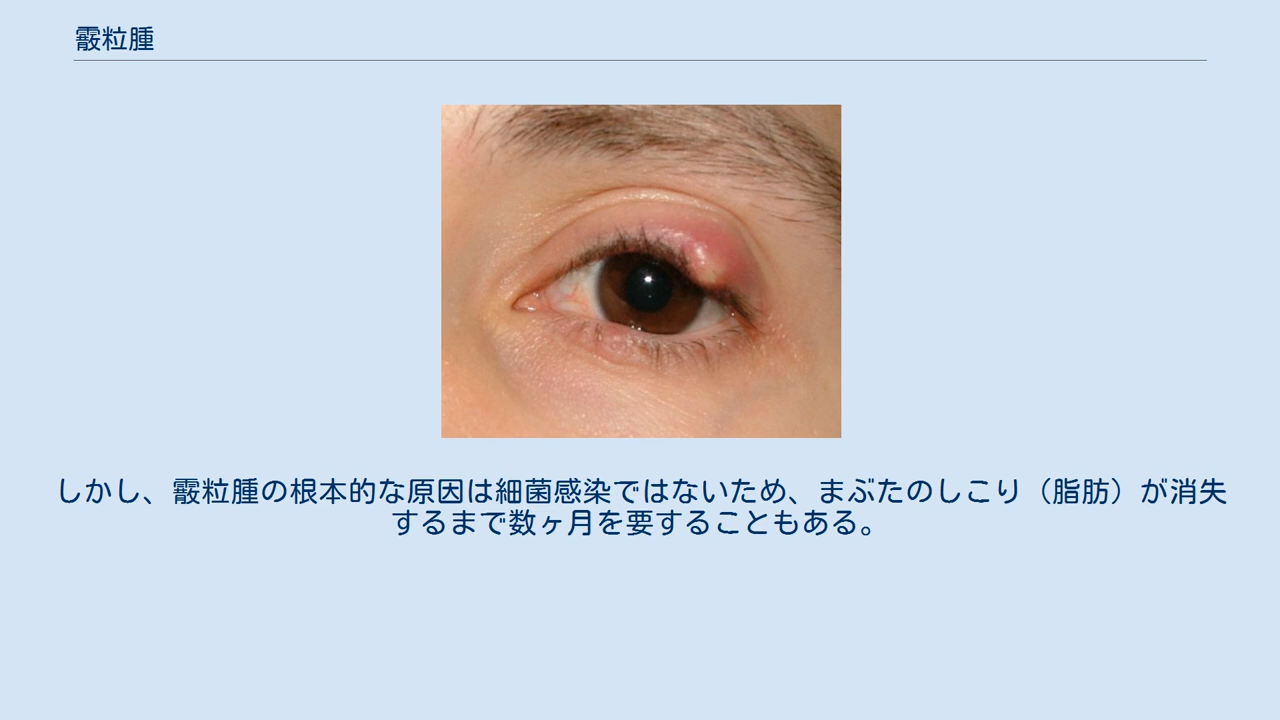 霰粒腫
しかし、霰粒腫の根本的な原因は細菌感染ではないため、まぶたのしこり（脂肪）が消失
するまで数ヶ月を要することもある。